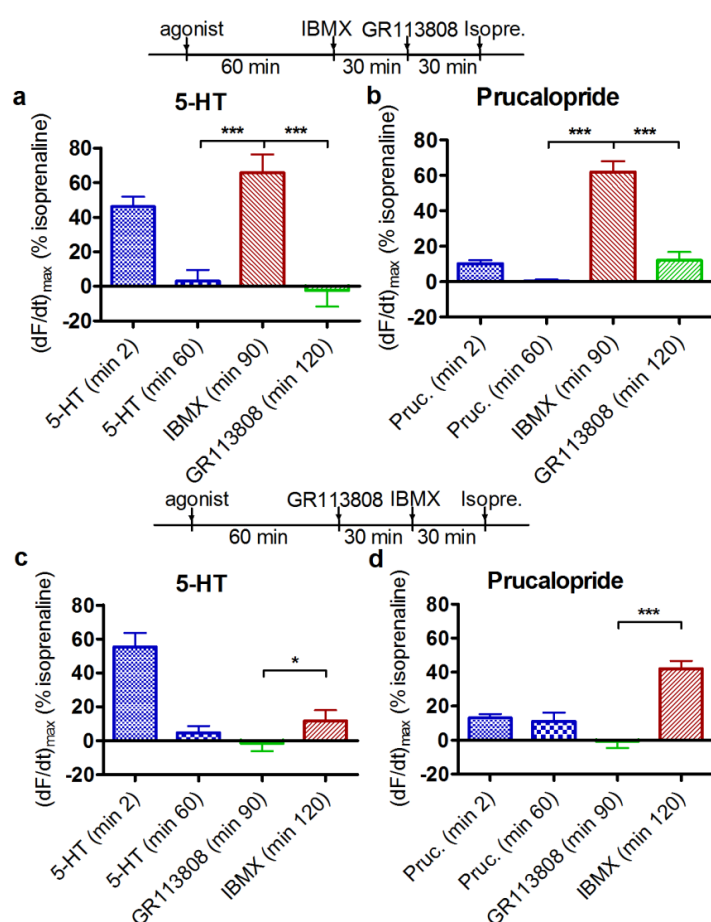 agonist IBMX GR113808 Isopre.
60 min 30 min 30 min
a
5-HT
(dF/dt)max (% isoprenaline)
80
60
40
20
0
-20
*** ***
5-HT (min 2)
5-HT (min 60)
IBMX (min 90)
GR113808 (min 120)
b
Prucalopride
(dF/dt)max (% isoprenaline)
80
60
40
20
0
-20
*** ***
Pruc. (min 2)
Pruc. (min 60)
IBMX (min 90)
GR113808 (min 120)
agonist GR113808 IBMX Isopre.
60 min 30 min 30 min
c
5-HT
(dF/dt)max (% isoprenaline)
80
60
40
20
0
-20
*
5-HT (min 2)
5-HT (min 60)
GR113808 (min 90)
IBMX (min 120)
d
Prucalopride
(dF/dt)max (% isoprenaline)
80
60
40
20
0
-20
***
Pruc. (min 2)
Pruc. (min 60)
GR113808 (min 90)
IBMX (min 120)